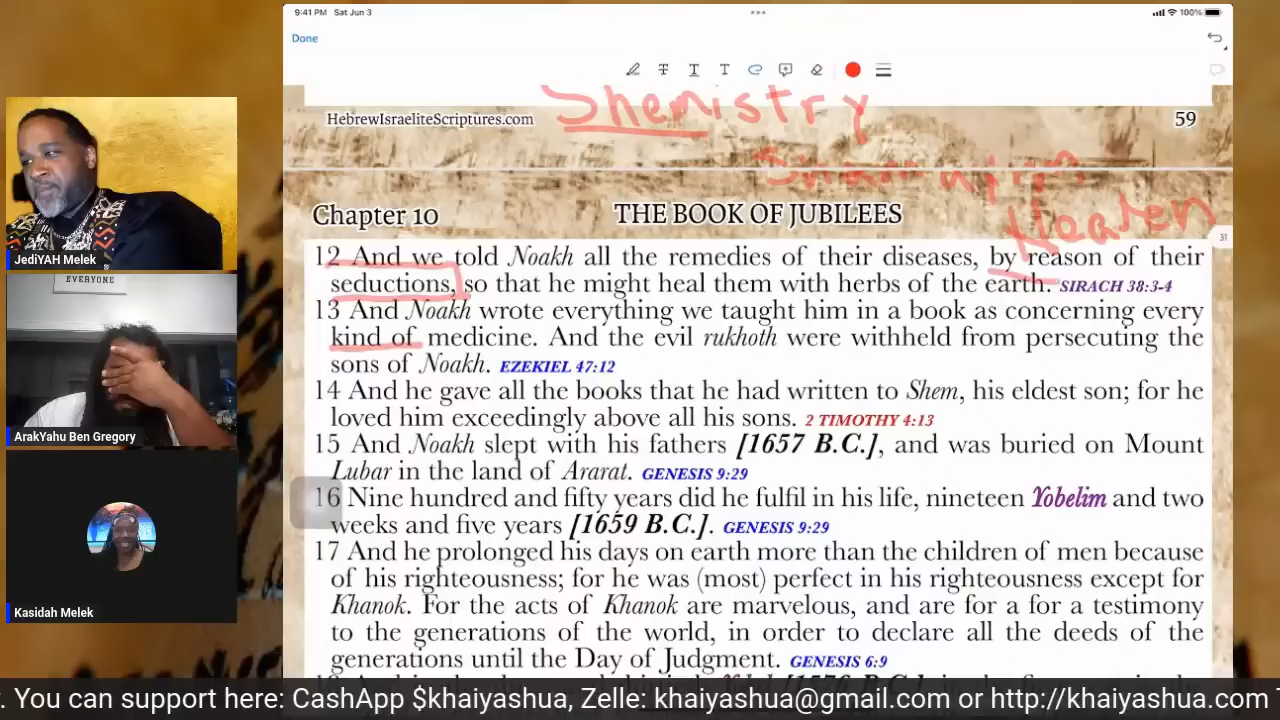 9:41 PM Sat Jun 3
100%
Done
Shemistry
HebrewIsraeliteScriptures.com
59
Heaten
Chapter 10
THE BOOK OF JUBILEES
31
12 And we told Noakh all the remedies of their diseases, by reason of their
seductions, so that he might heal them with herbs of the earth. SIRACH 38:3-4
13 And Noakh wrote everything we taught him in a book as concerning every
kind of medicine. And the evil rukhoth were withheld from persecuting the
sons of Noakh. EZEKIEL 47:12
14 And he gave all the books that he had written to Shem, his eldest son; for he
loved him exceedingly above all his sons. 2 TIMOTHY 4:13
15 And Noakh slept with his fathers [1657 B.C.], and was buried on Mount
Lubar in the land of Ararat. GENESIS 9:29
16 Nine hundred and fifty years did he fulfil in his life, nineteen Yobelim and two
weeks and five years [1659 B.C.]. GENESIS 9:29
17 And he prolonged his days on earth more than the children of men because
of his righteousness; for he was (most) perfect in his righteousness except for
Khanok. For the acts of Khanok are marvelous, and are for a for a testimony
to the generations of the world, in order to declare all the deeds of the
generations until the Day of Judgment. GENESIS 6:9
JediYAH Melek
EVERYONE
ArakYahu Ben Gregory
Kasidah Melek
. You can support here: CashApp $khaiyashua, Zelle: khaiyashua@gmail.com or http://khaiyashua.com